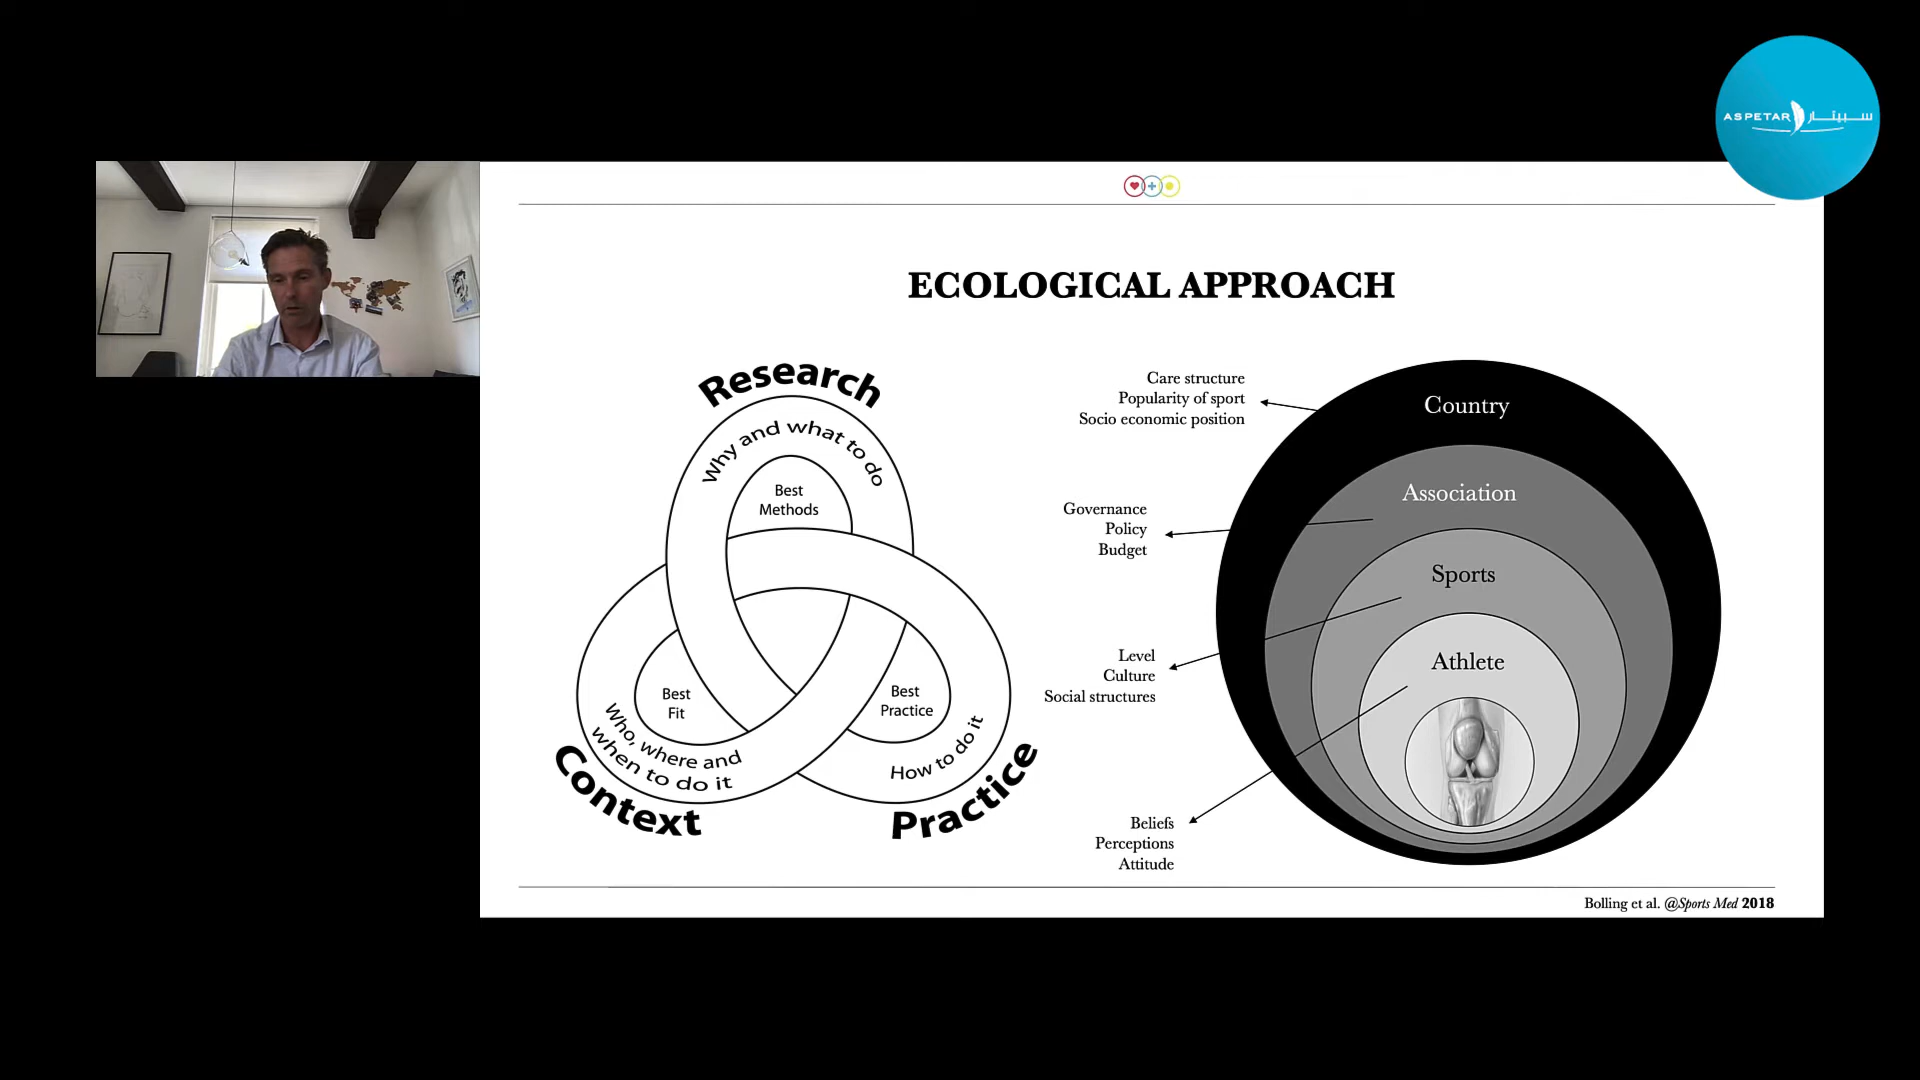 ASPETAR سبيتار
ECOLOGICAL APPROACH
Research
Why and what to do
Best
Methods
Best
Fit
Who, where and
when to do it
Context
Best
Practice
How to do it
Practice
Care structure
Popularity of sport
Socio economic position
Governance
Policy
Budget
Level
Culture
Social structures
Beliefs
Perceptions
Attitude
Country
Association
Sports
Athlete
Bolling et al. @Sports Med 2018